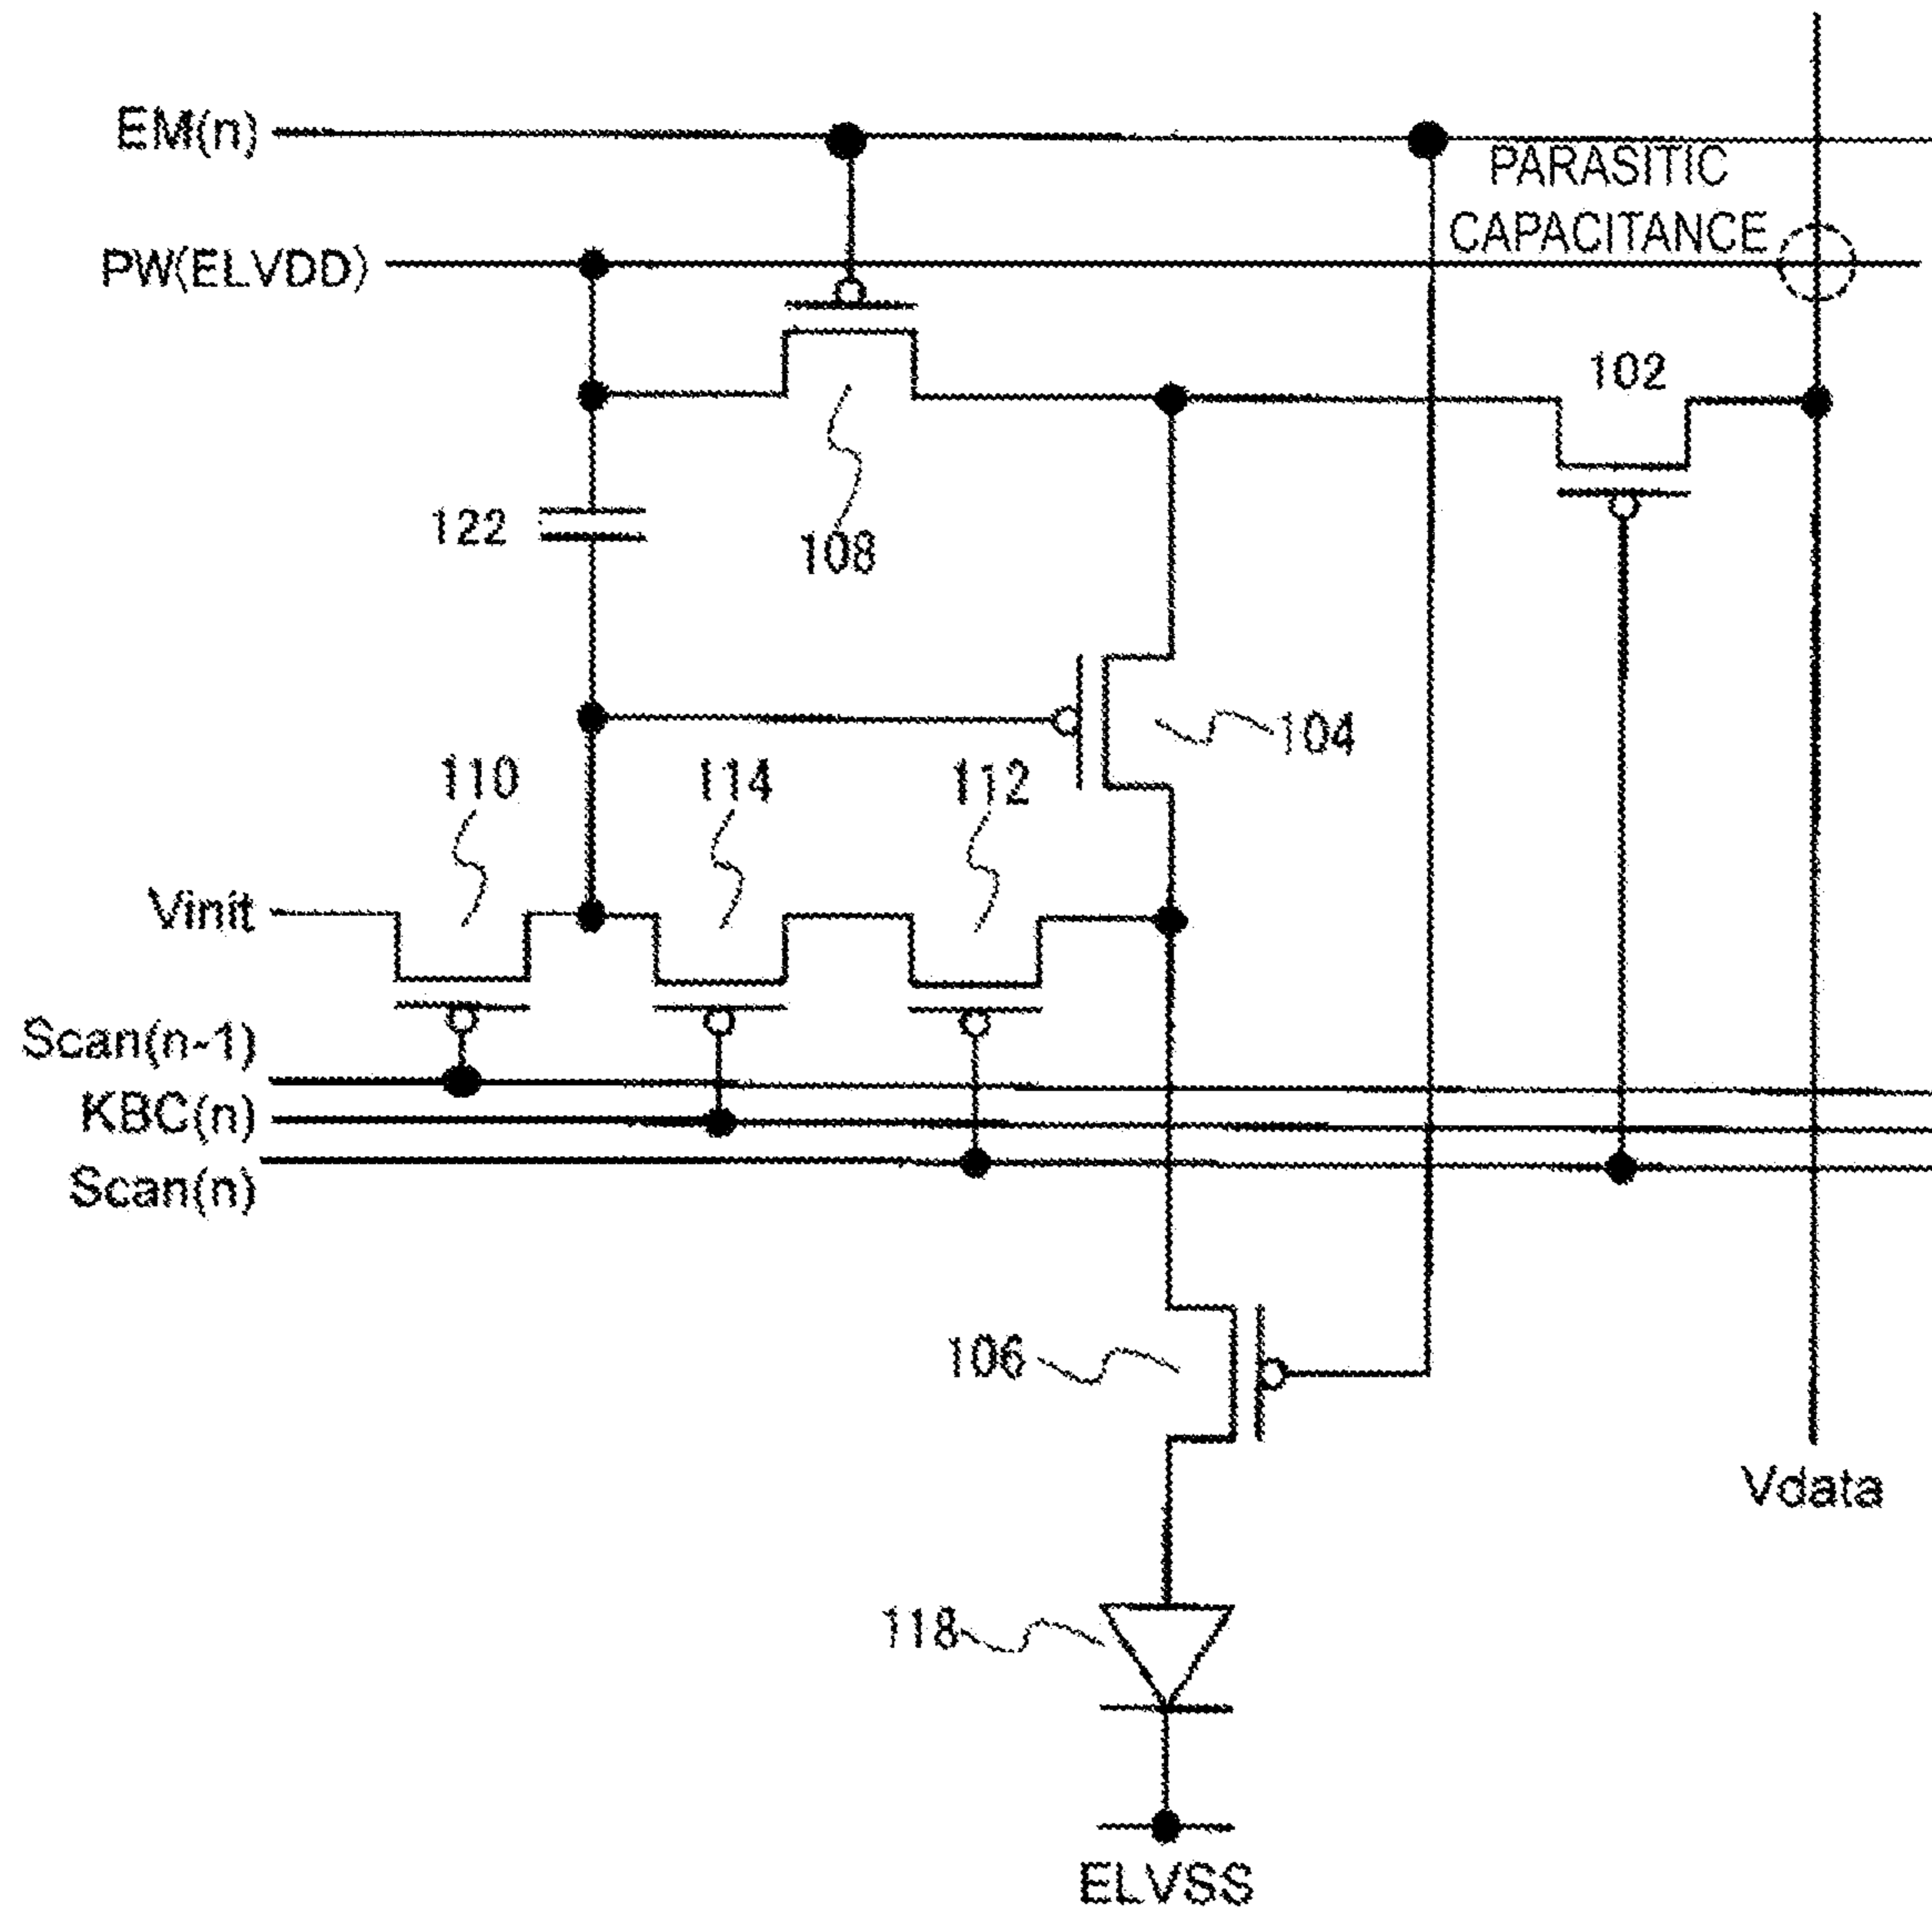 EM(n)
PARASITIC
CAPACITANCE
PW(ELVDD)
102
122
108
104
110
114
112
Vinit
Scan(n-1)
KBC(n)
Scan(n)
106
Vdata
118
ELVSS